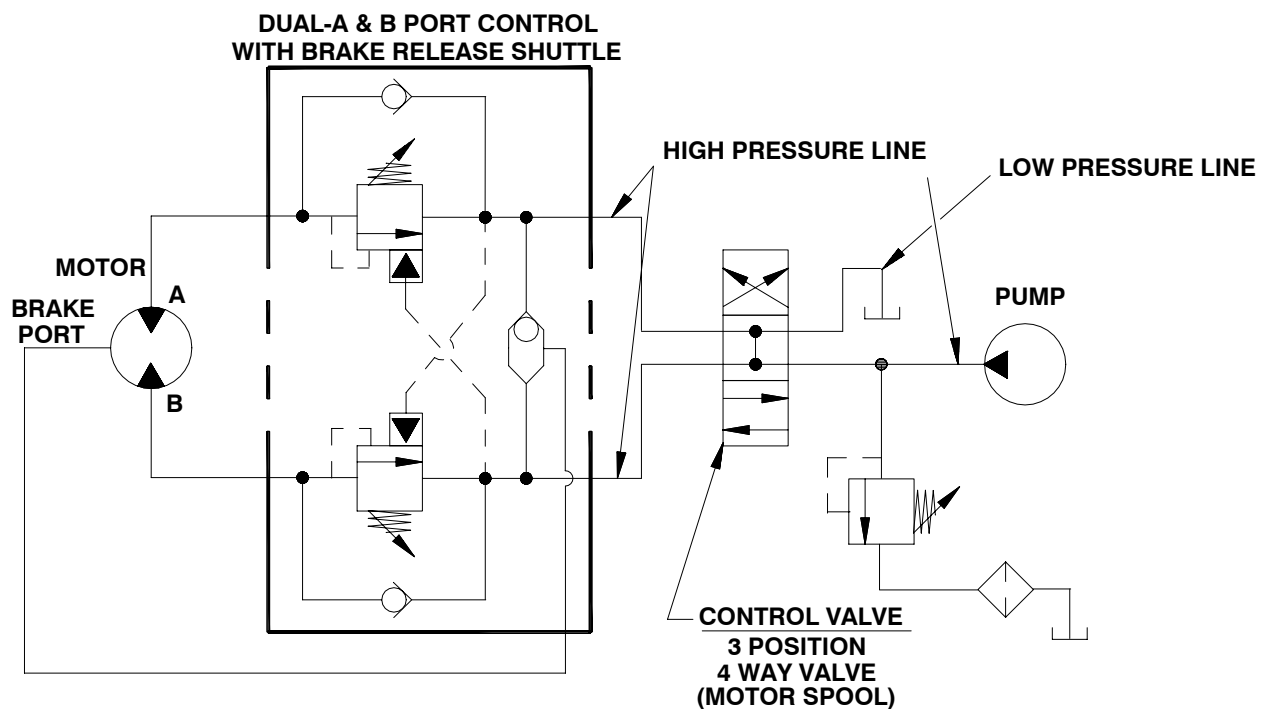 DUAL-A & B PORT CONTROL
WITH BRAKE RELEASE SHUTTLE
HIGH PRESSURE LINE
LOW PRESSURE LINE
MOTOR
A
BRAKE
PORT
B
PUMP
CONTROL VALVE
3 POSITION
4 WAY VALVE
(MOTOR SPOOL)